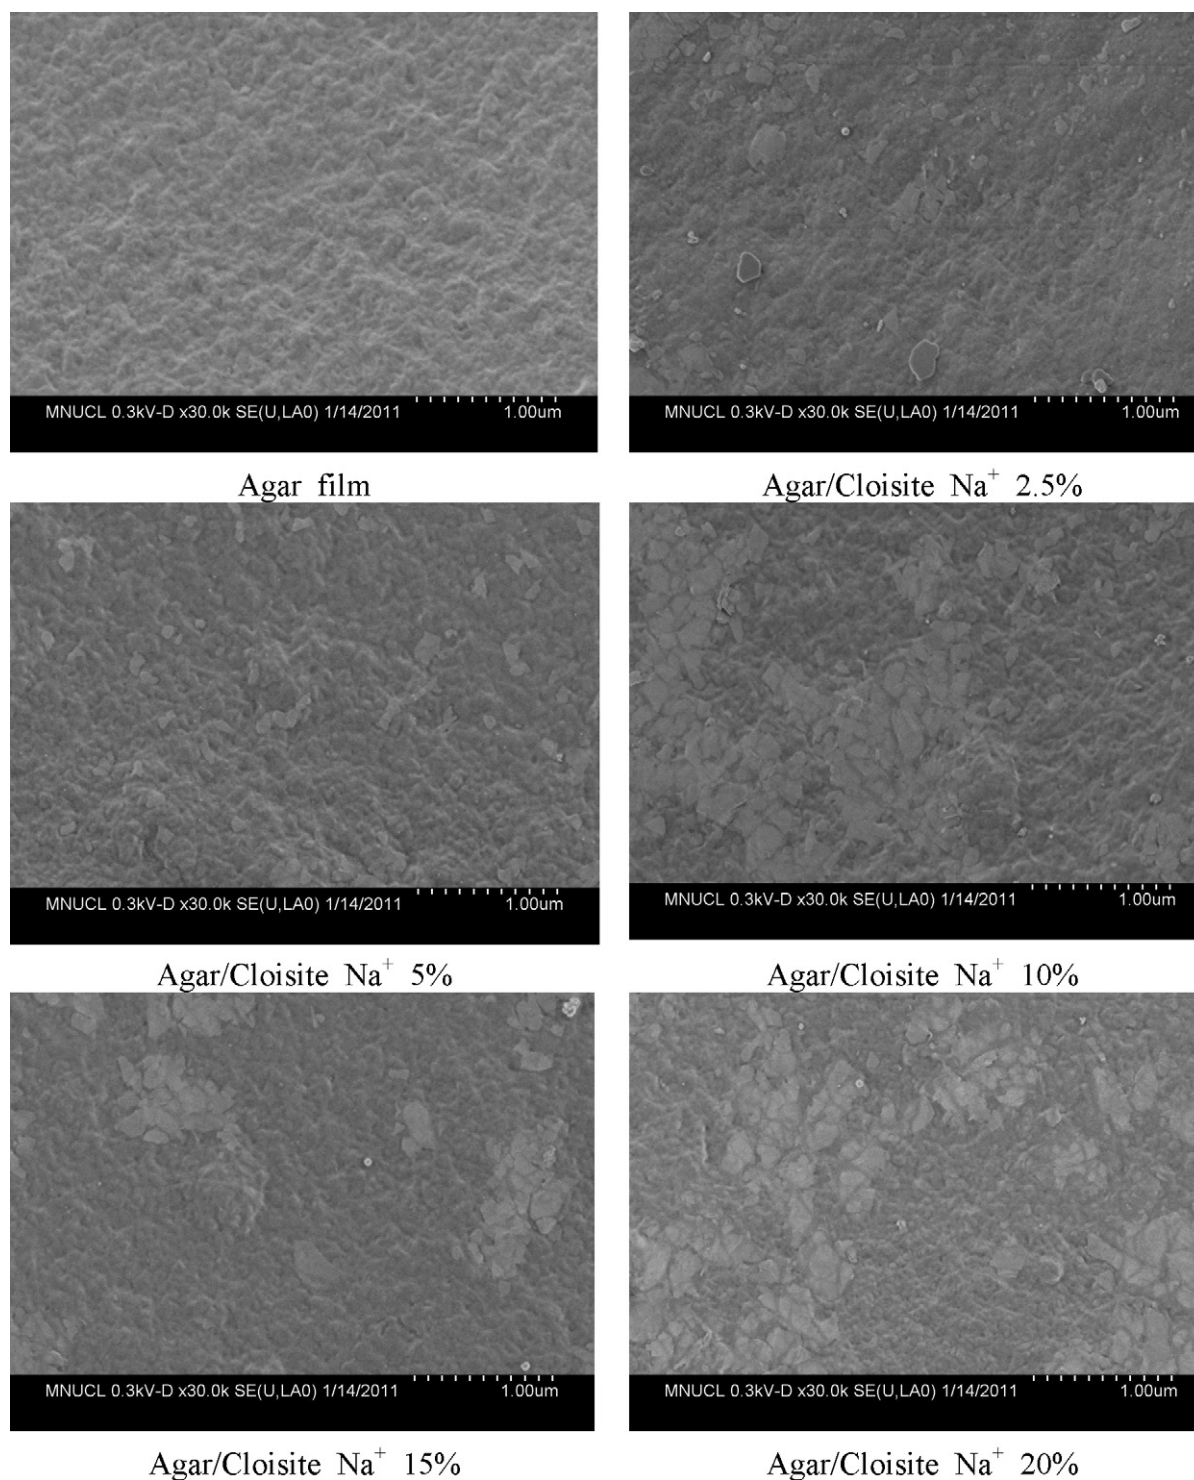 MNUCL 0.3kV-D x30.0k SE(U,LA0) 1/14/2011 1.00um
Agar film
MNUCL 0.3kV-D x30.0k SE(U,LA0) 1/14/2011 1.00um
Agar/Cloisite Na⁺ 2.5%
MNUCL 0.3kV-D x30.0k SE(U,LA0) 1/14/2011 1.00um
Agar/Cloisite Na⁺ 5%
MNUCL 0.3kV-D x30.0k SE(U,LA0) 1/14/2011 1.00um
Agar/Cloisite Na⁺ 10%
MNUCL 0.3kV-D x30.0k SE(U,LA0) 1/14/2011 1.00um
Agar/Cloisite Na⁺ 15%
MNUCL 0.3kV-D x30.0k SE(U,LA0) 1/14/2011 1.00um
Agar/Cloisite Na⁺ 20%